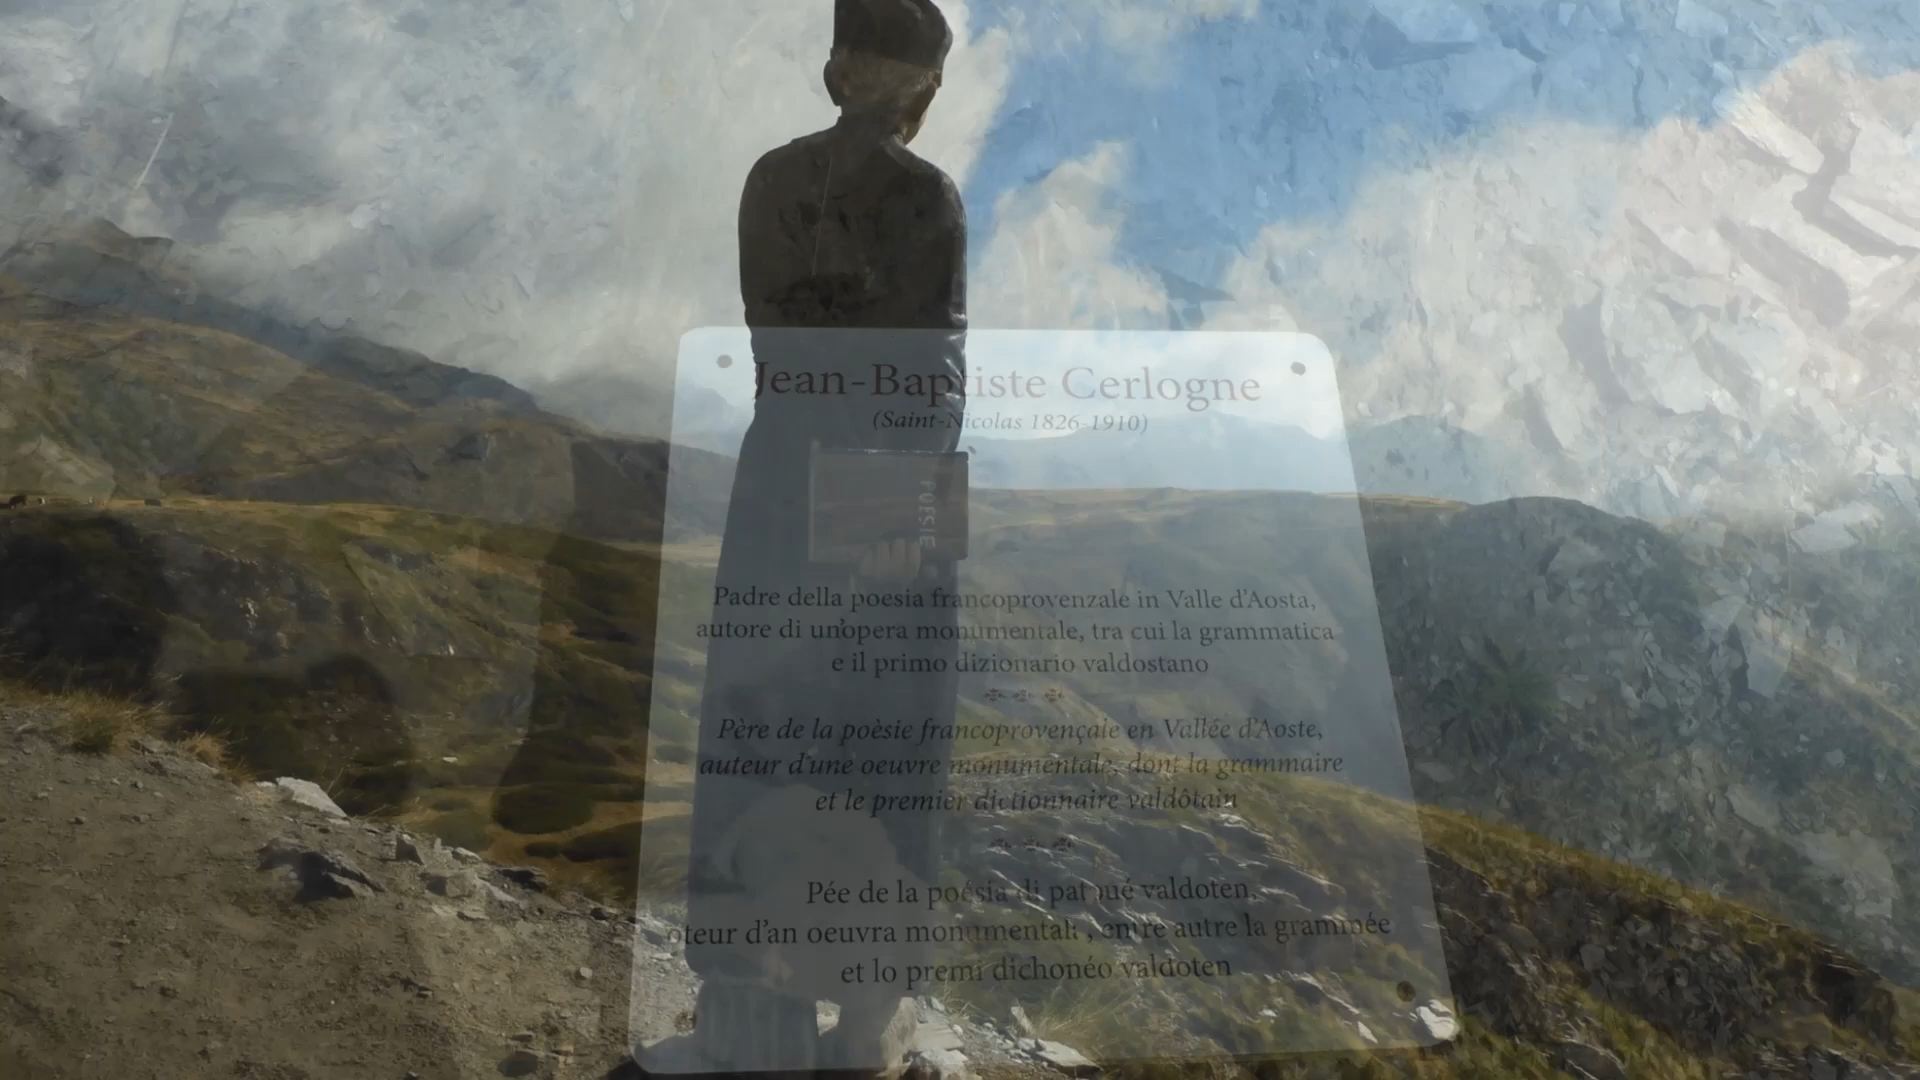 Jean-Baptiste Cerlogne
(Saint-Nicolas 1826-1910)
POESIE
Padre della poesia francoprovenzale in Valle d'Aosta,
autore di un'opera monumentale, tra cui la grammatica
e il primo dizionario valdostano
Père de la poèsie francoprovençale en Vallée d'Aoste,
auteur d'une oeuvre monumentale, dont la grammaire
et le premier dictionnaire valdôtain
Pée de la poésia di patoué valdoten,
oteur d'an oeuvra monumentala, entre autre la grammée
et lo premi dichonéo valdoten